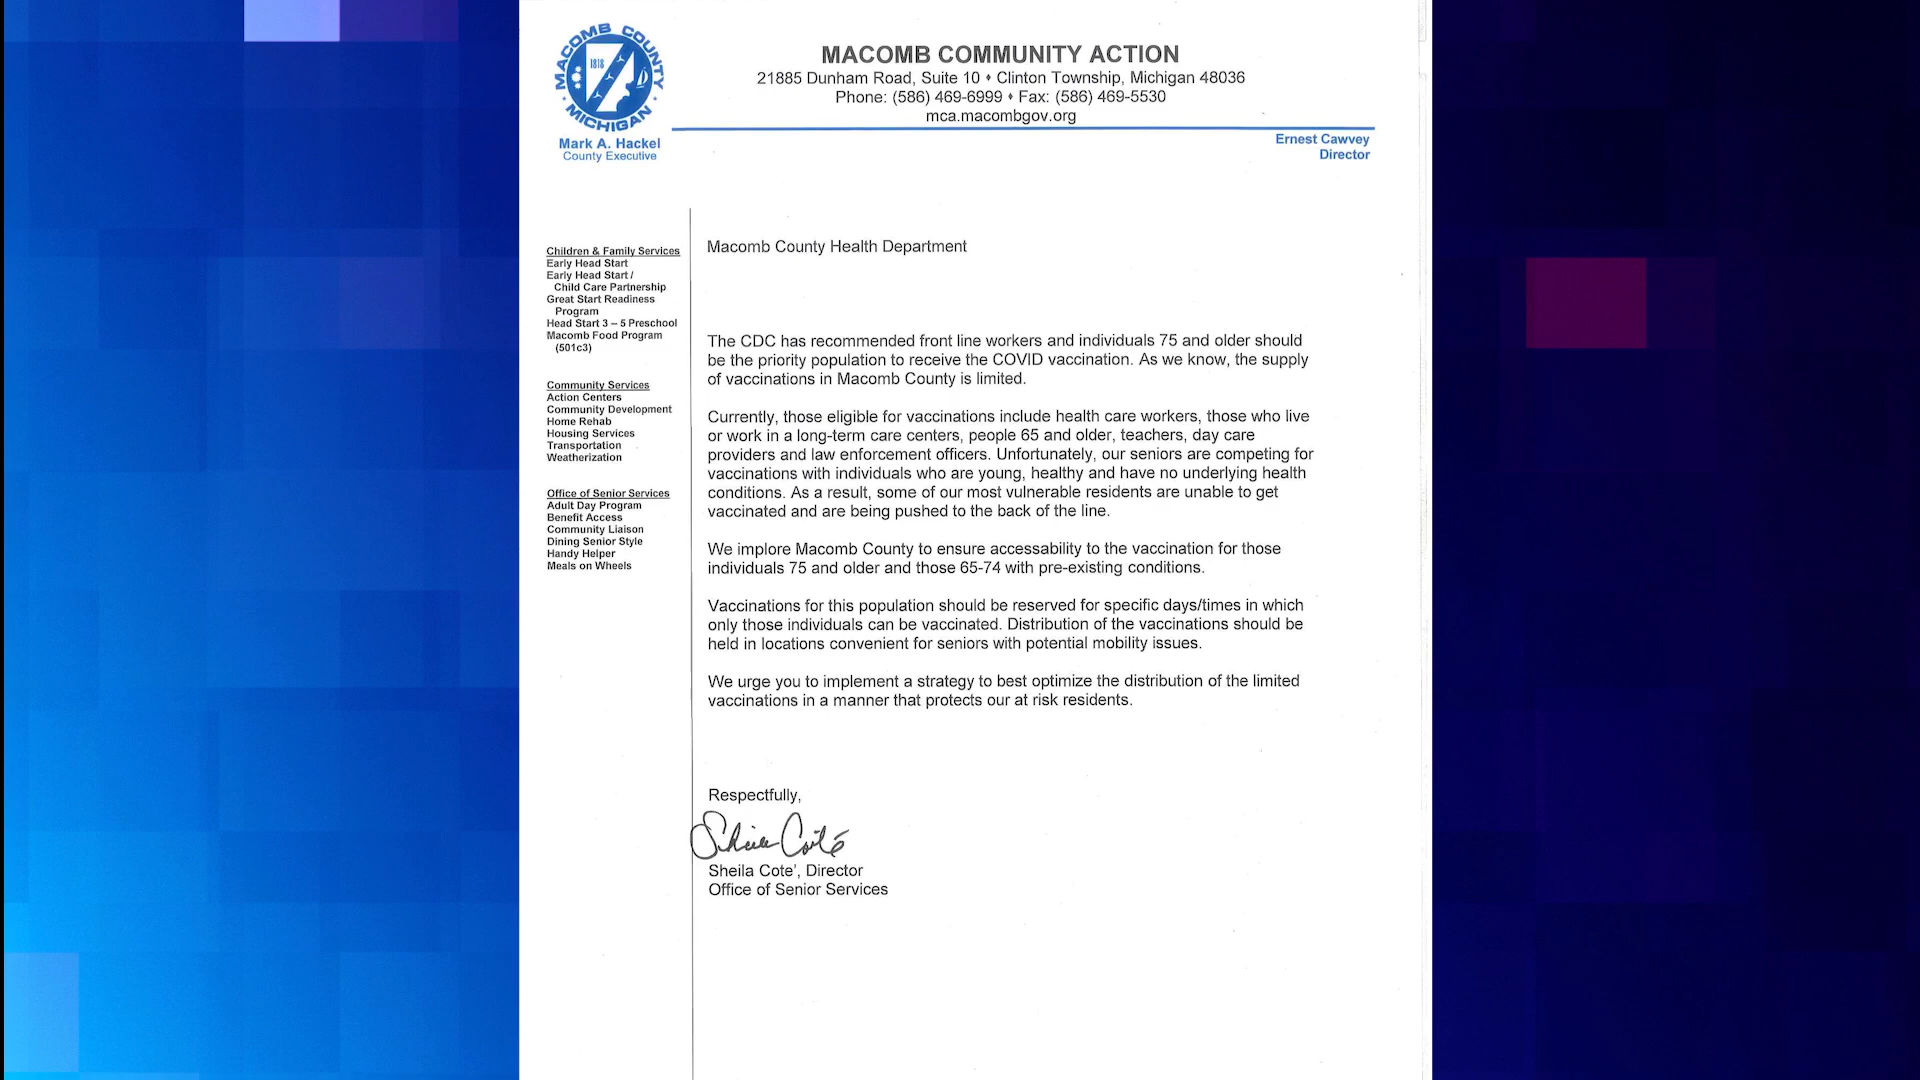 MACOMB COUNTY
1818
MICHIGAN
Mark A. Hackel
County Executive
MACOMB COMMUNITY ACTION
21885 Dunham Road, Suite 10 ♦ Clinton Township, Michigan 48036
Phone: (586) 469-6999 ♦ Fax: (586) 469-5530
mca.macombgov.org
Ernest Cawvey
Director
Children & Family Services
Early Head Start
Early Head Start /
Child Care Partnership
Great Start Readiness
Program
Head Start 3 – 5 Preschool
Macomb Food Program
(501c3)
Community Services
Action Centers
Community Development
Home Rehab
Housing Services
Transportation
Weatherization
Office of Senior Services
Adult Day Program
Benefit Access
Community Liaison
Dining Senior Style
Handy Helper
Meals on Wheels
Macomb County Health Department
The CDC has recommended front line workers and individuals 75 and older should
be the priority population to receive the COVID vaccination. As we know, the supply
of vaccinations in Macomb County is limited.
Currently, those eligible for vaccinations include health care workers, those who live
or work in a long-term care centers, people 65 and older, teachers, day care
providers and law enforcement officers. Unfortunately, our seniors are competing for
vaccinations with individuals who are young, healthy and have no underlying health
conditions. As a result, some of our most vulnerable residents are unable to get
vaccinated and are being pushed to the back of the line.
We implore Macomb County to ensure accessability to the vaccination for those
individuals 75 and older and those 65-74 with pre-existing conditions.
Vaccinations for this population should be reserved for specific days/times in which
only those individuals can be vaccinated. Distribution of the vaccinations should be
held in locations convenient for seniors with potential mobility issues.
We urge you to implement a strategy to best optimize the distribution of the limited
vaccinations in a manner that protects our at risk residents.
Respectfully,
Sheila Coté
Sheila Cote', Director
Office of Senior Services